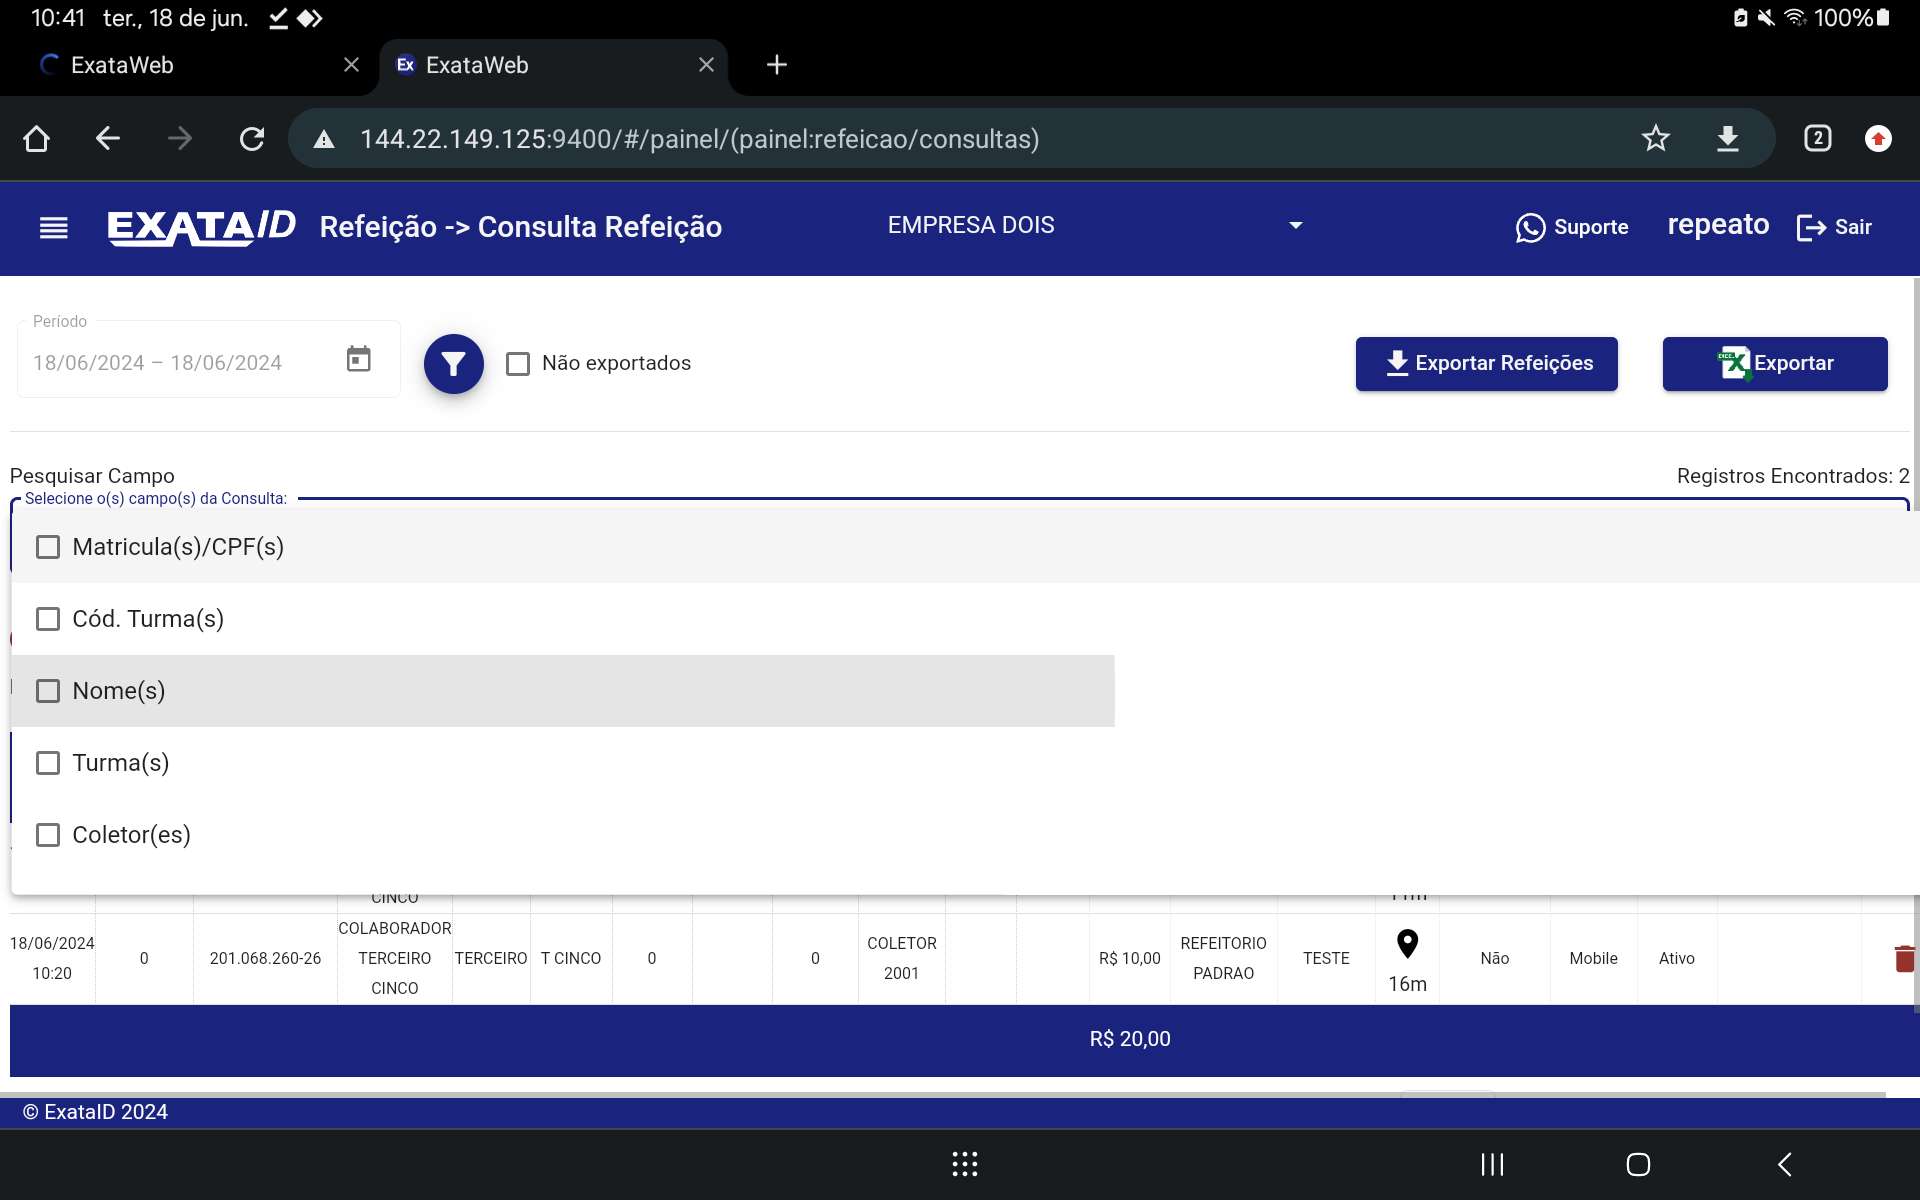 10:41 ter., 18 de jun. 100%
ExataWeb ExataWeb
144.22.149.125:9400/#/painel/(painel:refeicao/consultas) 2
EXATAID Refeição -> Consulta Refeição EMPRESA DOIS Suporte repeato Sair
Período
18/06/2024 – 18/06/2024 Não exportados Exportar Refeições Exportar
Pesquisar Campo Registros Encontrados: 2
Selecione o(s) campo(s) da Consulta:
Matricula(s)/CPF(s)
Cód. Turma(s)
Nome(s)
Turma(s)
Coletor(es)
CINCO
18/06/2024 10:20 0 201.068.260-26 COLABORADOR TERCEIRO CINCO TERCEIRO T CINCO 0 0 COLETOR 2001 R$ 10,00 REFEITORIO PADRAO TESTE 16m Não Mobile Ativo
R$ 20,00
© ExataID 2024